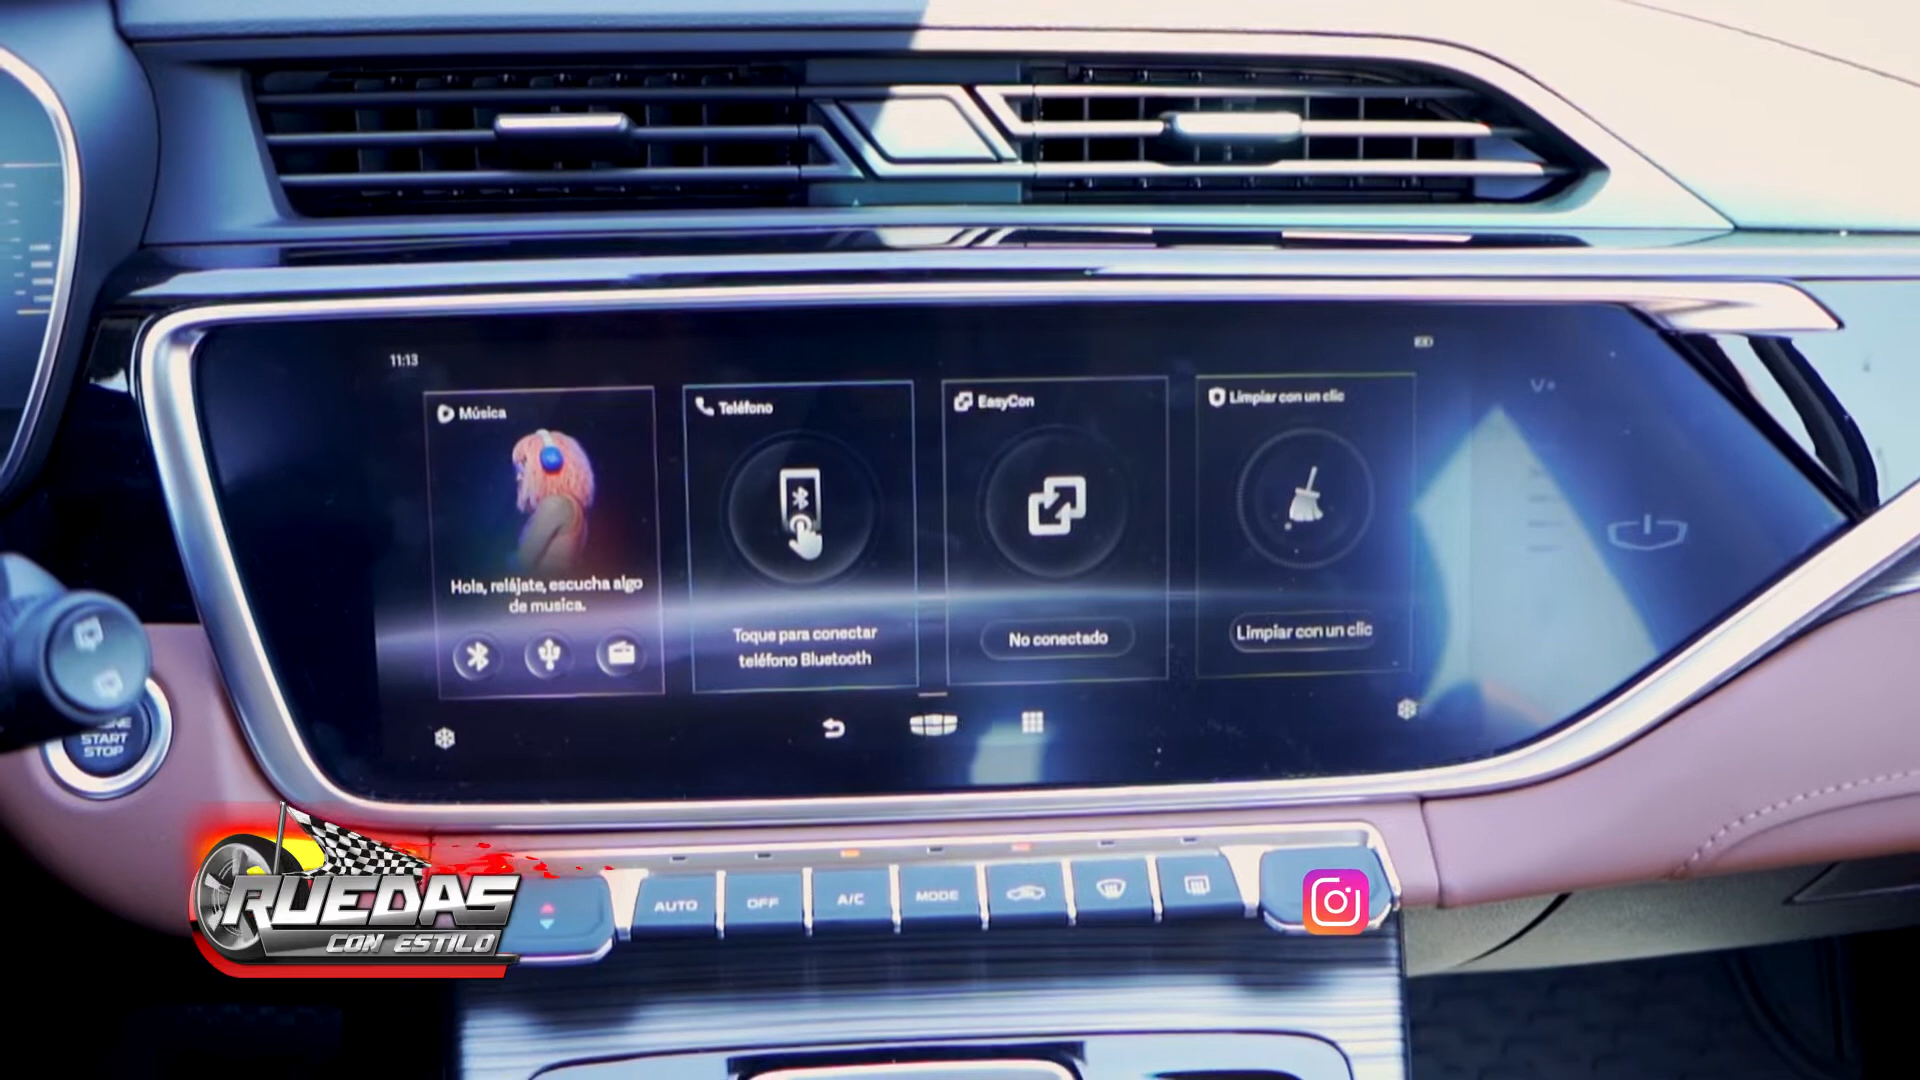 11:13
Música
Teléfono
EasyCon
Limpiar con un clic
Hola, relájate, escucha algo
de musica.
Toque para conectar
teléfono Bluetooth
No conectado
Limpiar con un clic
START
STOP
AUTO
OFF
A/C
MODE
RUEDAS
CON ESTILO